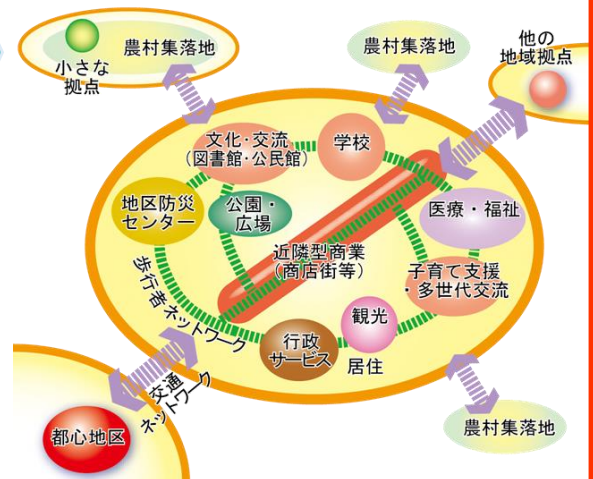 農村集落地
小さな
拠点
農村集落地
他の
地域拠点
文化・交流
(図書館・公民館)
学校
地区防災
センター
公園・
広場
医療・福祉
近隣型商業
(商店街等)
子育て支援
・多世代交流
歩行者ネットワーク
観光
行政
サービス
居住
交通
ネットワーク
都心地区
農村集落地